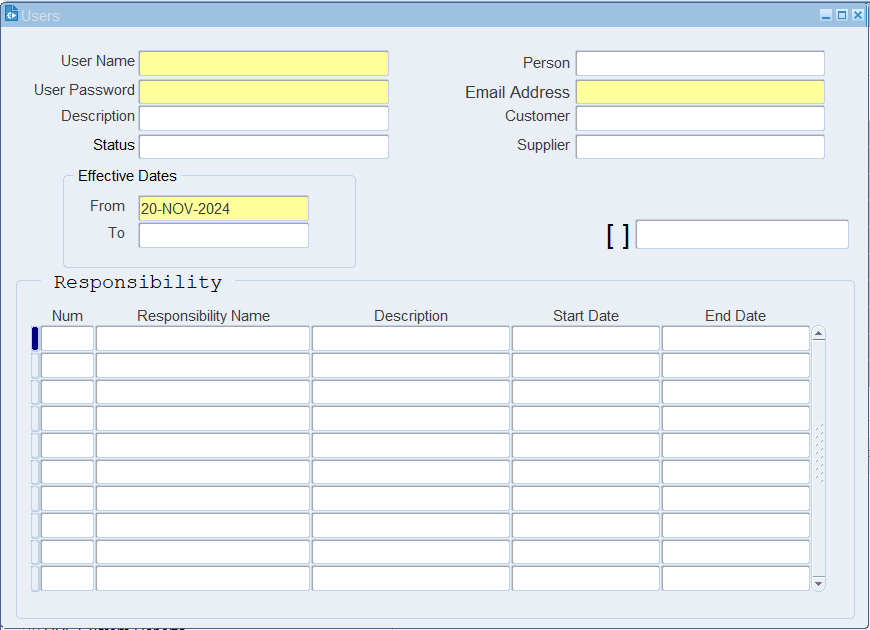 Users
User Name
Person
User Password
Email Address
Description
Customer
Status
Supplier
Effective Dates
From 20-NOV-2024
To
[ ]
Responsibility
Num Responsibility Name Description Start Date End Date